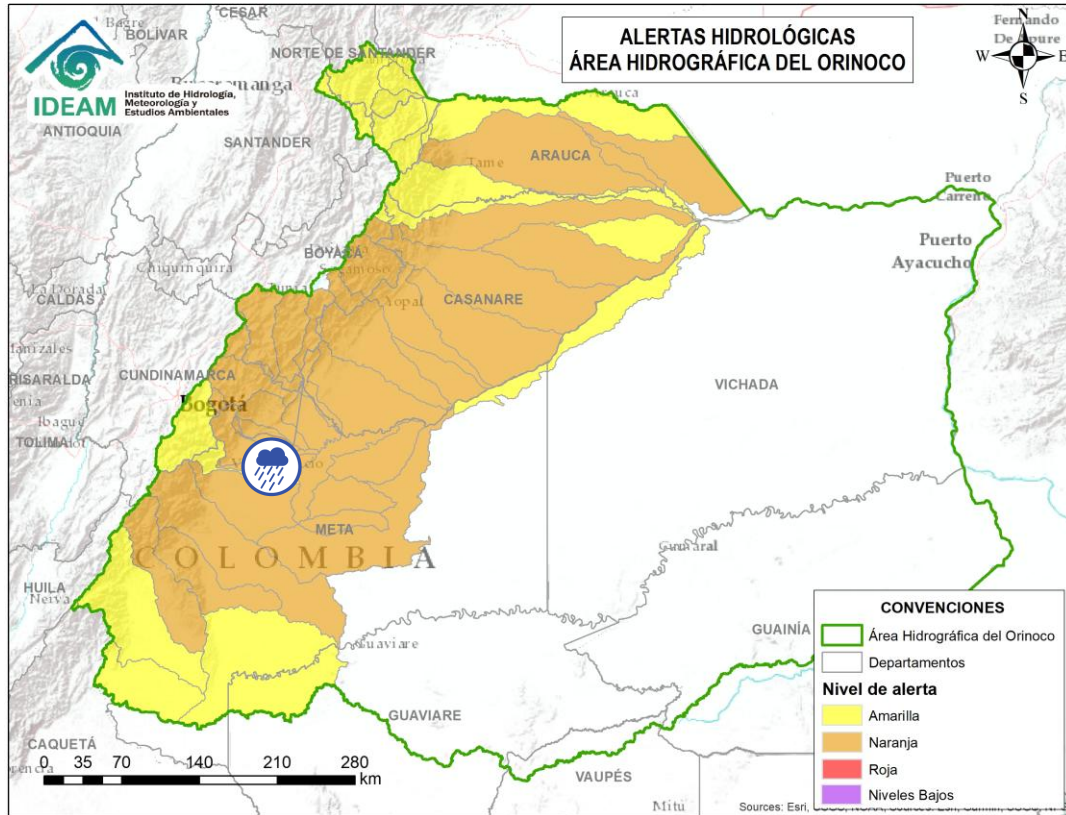 ALERTAS HIDROLÓGICAS
ÁREA HIDROGRÁFICA DEL ORINOCO
IDEAM
Instituto de Hidrología,
Meteorología y
Estudios Ambientales
N
W
E
S
CESAR
BOLÍVAR
NORTE DE SANTANDER
ANTIOQUIA
SANTANDER
ARAUCA
Tame
Puerto
Carreño
Puerto
Ayacucho
BOYACÁ
Chiquinquira
CALDAS
Yopal
CASANARE
VICHADA
RISARALDA
CUNDINAMARCA
Bogotá
Ibague
TOLIMA
META
COLOMBIA
HUILA
GUAINÍA
GUAVIARE
CAQUETÁ
VAUPÉS
Mitú
0 35 70 140 210 280
km
CONVENCIONES
Área Hidrográfica del Orinoco
Departamentos
Nivel de alerta
Amarilla
Naranja
Roja
Niveles Bajos
Sources: Esri,